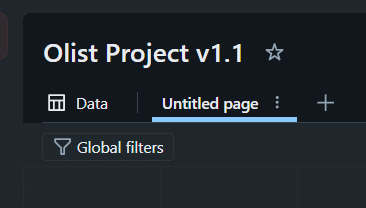 Olist Project v1.1
Data
Untitled page
Global filters